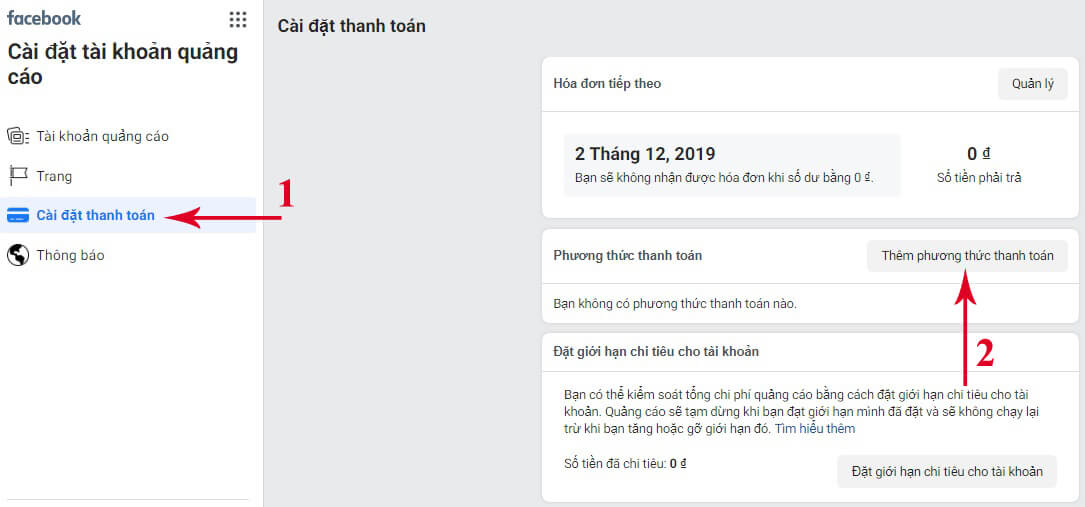 facebook
Cài đặt tài khoản quảng
cáo
Tài khoản quảng cáo
Trang
Cài đặt thanh toán
Thông báo
1
Cài đặt thanh toán
Hóa đơn tiếp theo
Quản lý
2 Tháng 12, 2019
Bạn sẽ không nhận được hóa đơn khi số dư bằng 0 ₫.
0 ₫
Số tiền phải trả
Phương thức thanh toán
Thêm phương thức thanh toán
Bạn không có phương thức thanh toán nào.
2
Đặt giới hạn chi tiêu cho tài khoản
Bạn có thể kiểm soát tổng chi phí quảng cáo bằng cách đặt giới hạn chi tiêu cho tài
khoản. Quảng cáo sẽ tạm dừng khi bạn đạt giới hạn mình đã đặt và sẽ không chạy lại
trừ khi bạn tăng hoặc gỡ giới hạn đó. Tìm hiểu thêm
Số tiền đã chi tiêu: 0 ₫
Đặt giới hạn chi tiêu cho tài khoản